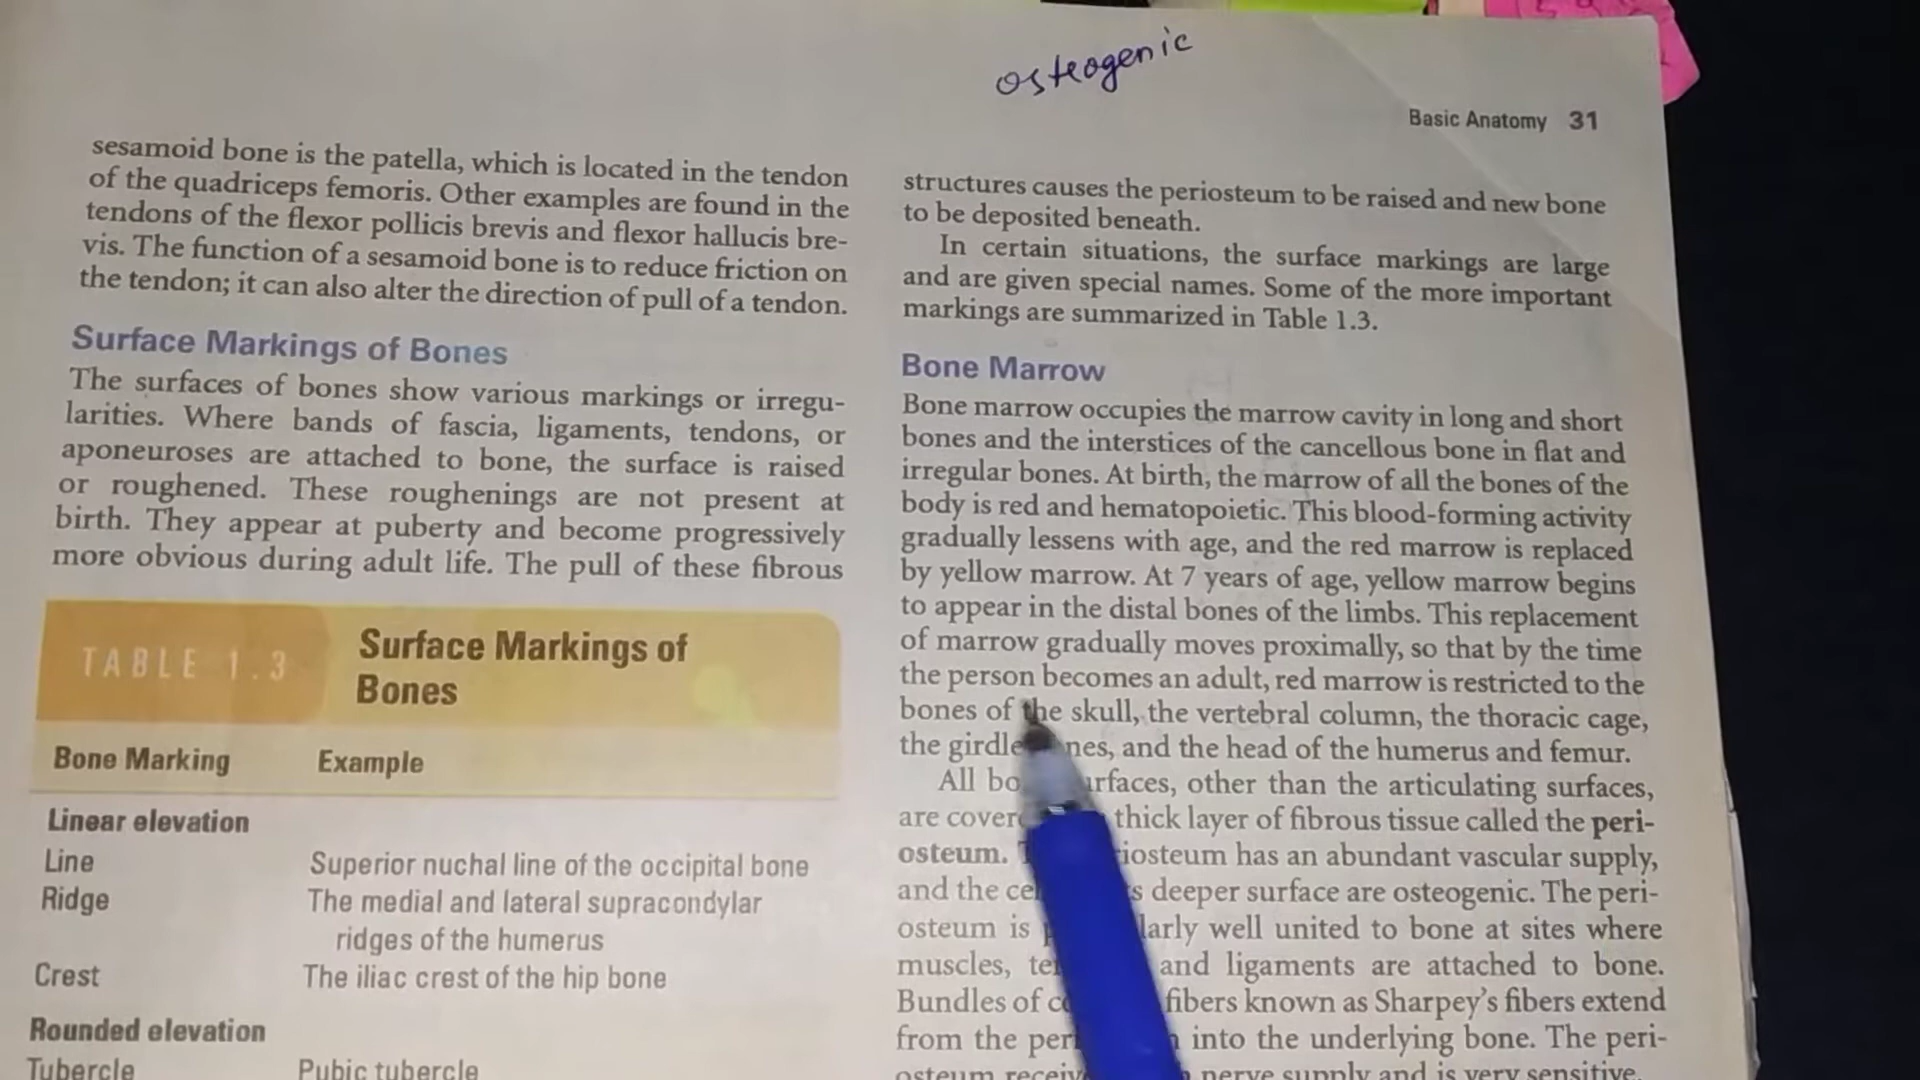 osteogenic
Basic Anatomy 31
sesamoid bone is the patella, which is located in the tendon
of the quadriceps femoris. Other examples are found in the
tendons of the flexor pollicis brevis and flexor hallucis bre-
vis. The function of a sesamoid bone is to reduce friction on
the tendon; it can also alter the direction of pull of a tendon.
Surface Markings of Bones
The surfaces of bones show various markings or irregu-
larities. Where bands of fascia, ligaments, tendons, or
aponeuroses are attached to bone, the surface is raised
or roughened. These roughenings are not present at
birth. They appear at puberty and become progressively
more obvious during adult life. The pull of these fibrous
TABLE 1.3
Surface Markings of
Bones
Bone Marking Example
Linear elevation
Line Superior nuchal line of the occipital bone
Ridge The medial and lateral supracondylar
ridges of the humerus
Crest The iliac crest of the hip bone
Rounded elevation
Tubercle Pubic tubercle
structures causes the periosteum to be raised and new bone
to be deposited beneath.
In certain situations, the surface markings are large
and are given special names. Some of the more important
markings are summarized in Table 1.3.
Bone Marrow
Bone marrow occupies the marrow cavity in long and short
bones and the interstices of the cancellous bone in flat and
irregular bones. At birth, the marrow of all the bones of the
body is red and hematopoietic. This blood-forming activity
gradually lessens with age, and the red marrow is replaced
by yellow marrow. At 7 years of age, yellow marrow begins
to appear in the distal bones of the limbs. This replacement
of marrow gradually moves proximally, so that by the time
the person becomes an adult, red marrow is restricted to the
bones of the skull, the vertebral column, the thoracic cage,
the girdle and the head of the humerus and femur.
All other than the articulating surfaces,
are thick layer of fibrous tissue called the peri-
osteum. has an abundant vascular supply,
and the deeper surface are osteogenic. The peri-
osteum is well united to bone at sites where
muscles, and ligaments are attached to bone.
Bundles of fibers known as Sharpey's fibers extend
from the into the underlying bone. The peri-
osteum nerve supply and is very sensitive.